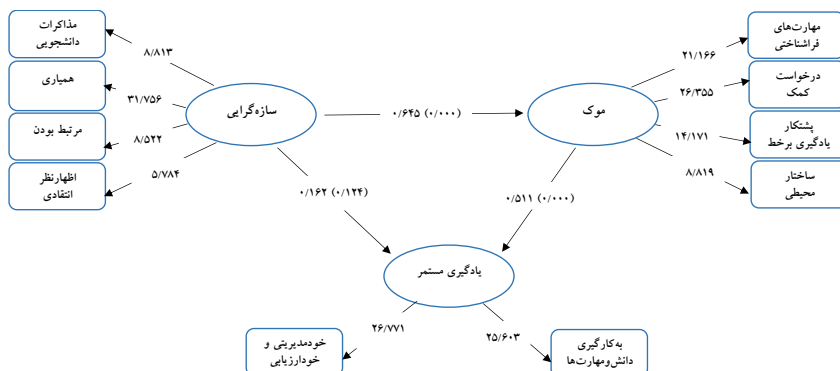 مذاکرات
دانشجویی
همیاری
مرتبط بودن
اظهارنظر
انتقادی
۸/۸۱۳
۳۱/۷۵۶
۸/۵۲۲
۵/۷۸۴
سازه‌گرایی
۰/۶۴۵ (۰/۰۰۰)
موک
۲۱/۱۶۶
۲۶/۳۵۵
۱۴/۱۷۱
۸/۸۱۹
مهارت‌های
فراشناختی
درخواست
کمک
پشتکار
یادگیری برخط
ساختار
محیطی
۰/۱۶۲ (۰/۱۲۴)
۰/۵۱۱ (۰/۰۰۰)
یادگیری مستمر
۲۶/۷۷۱
۲۵/۶۰۳
خودمدیریتی و
خودارزیابی
به‌کارگیری
دانش‌ومهارت‌ها